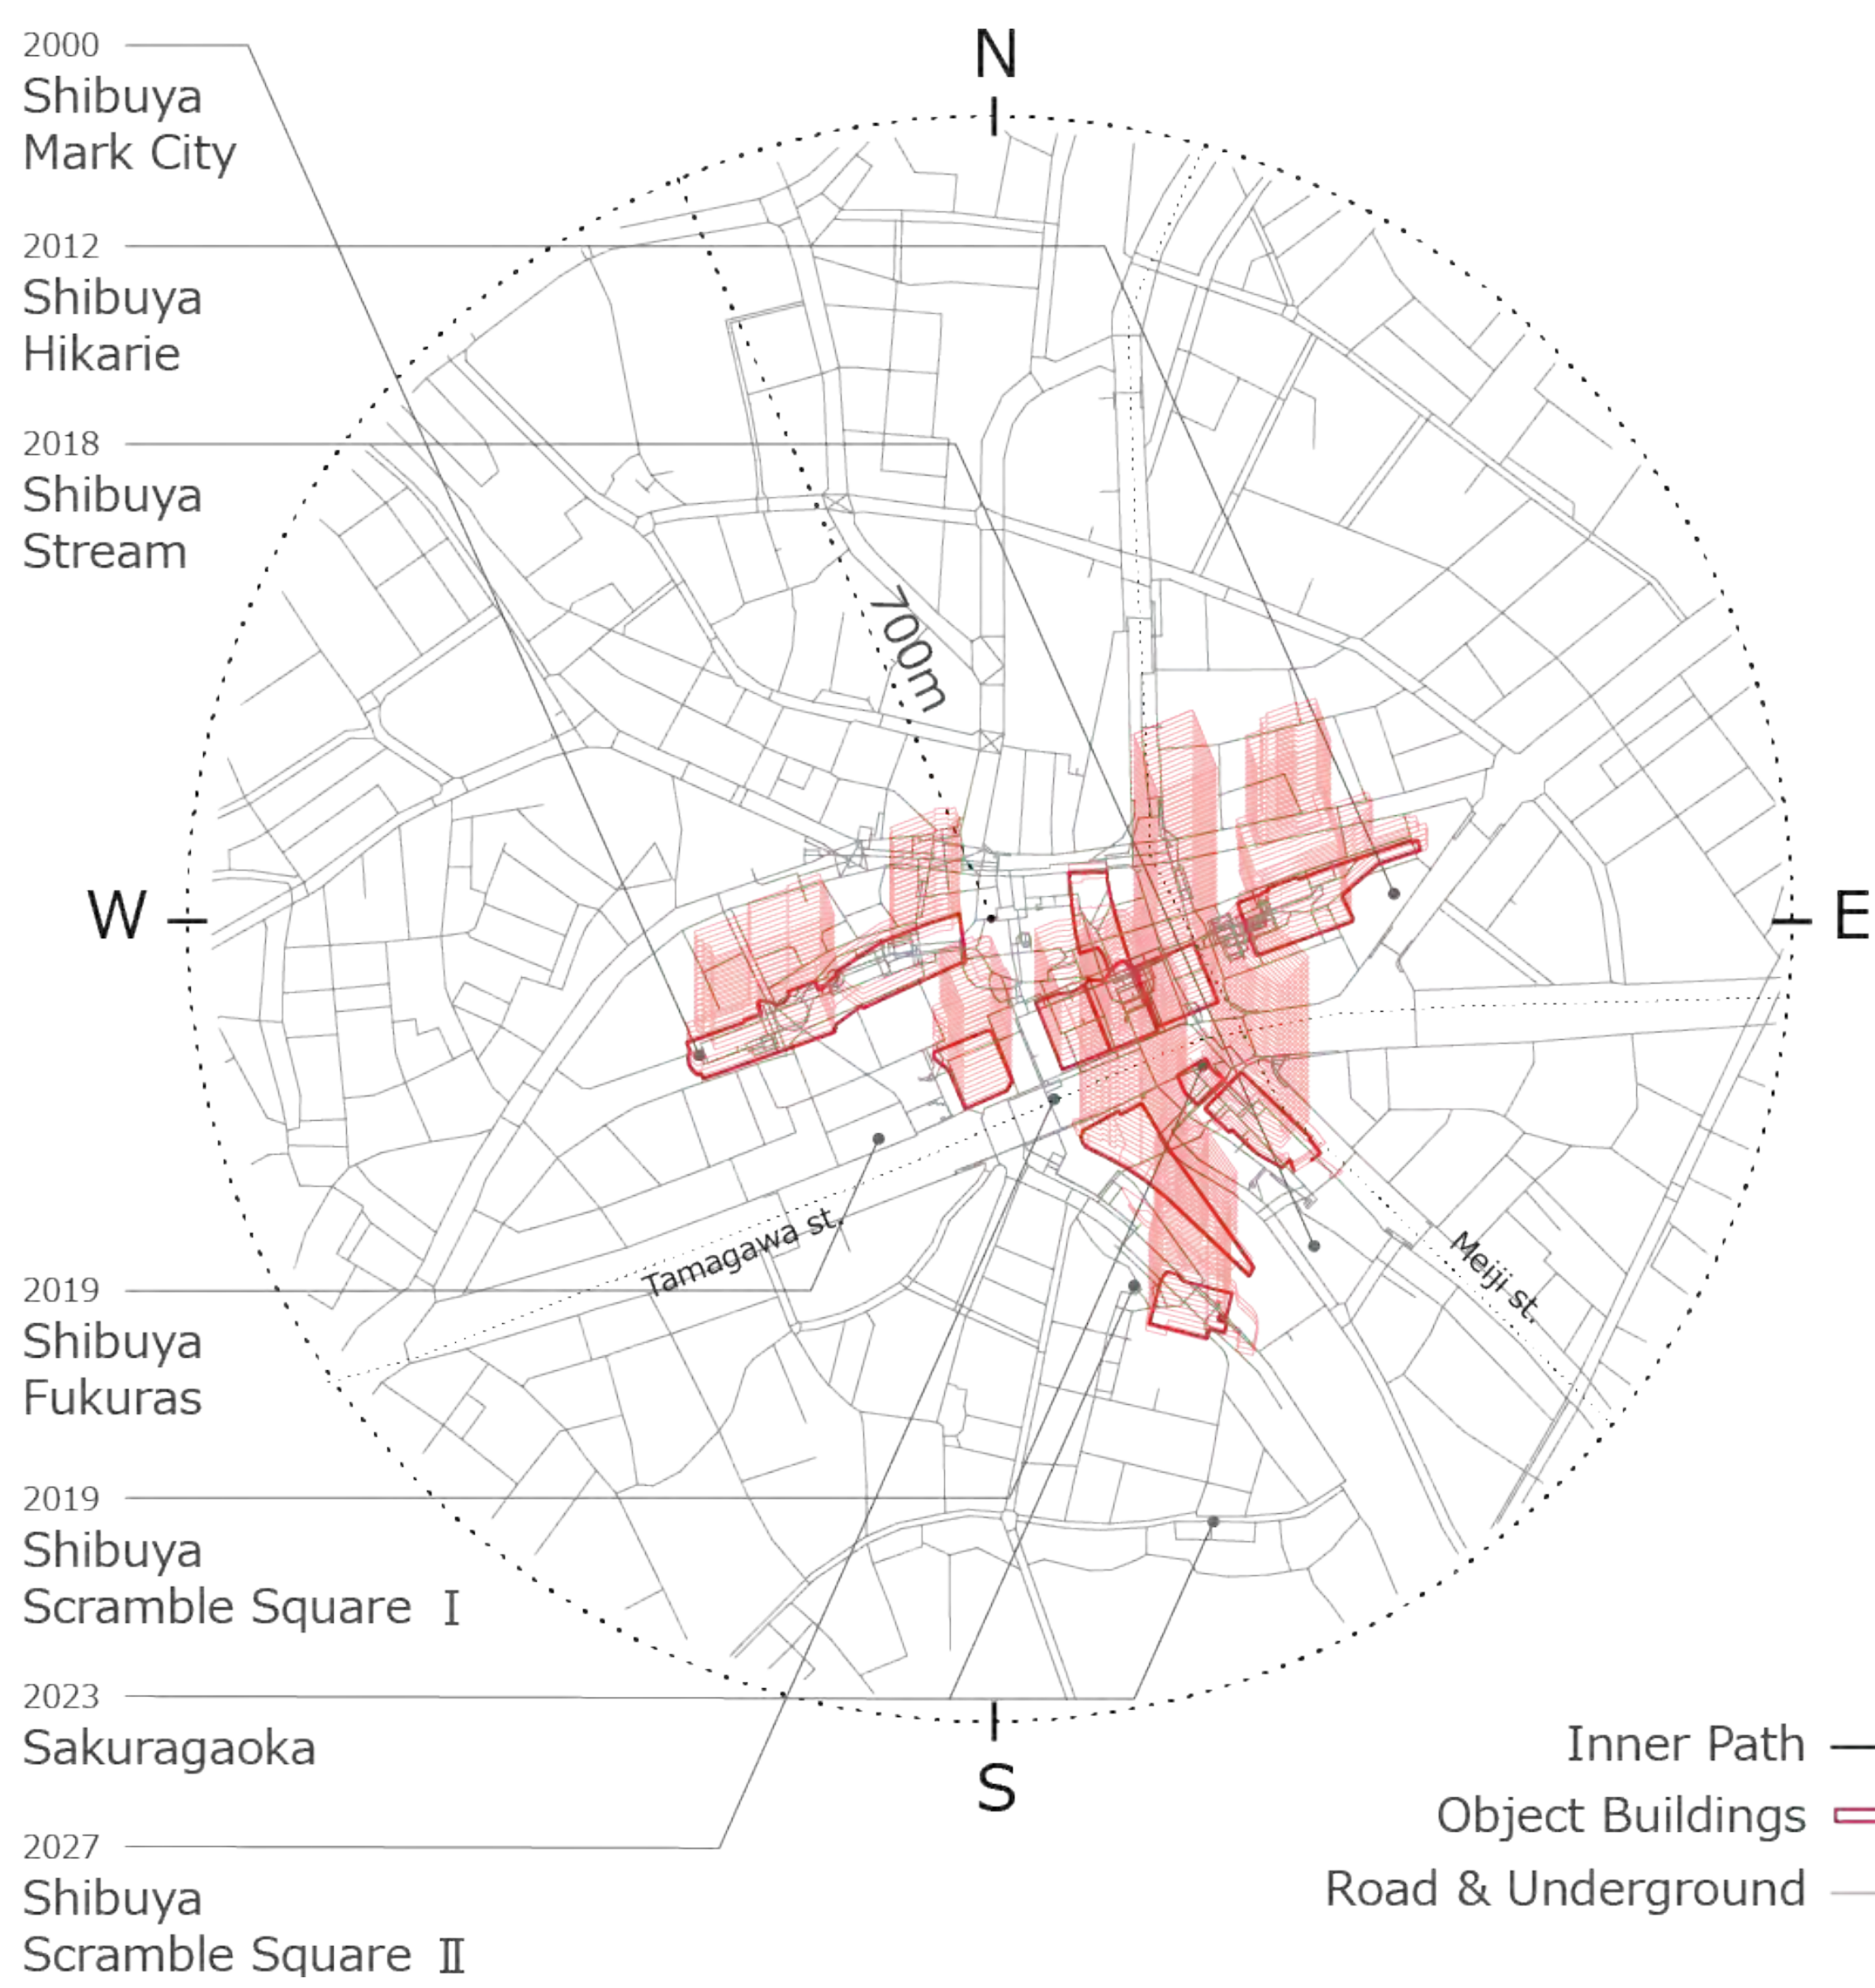 N
2000
Shibuya
Mark City
2012
Shibuya
Hikarie
2018
Shibuya
Stream
700m
W
E
Tamagawa st.
Meiji st.
2019
Shibuya
Fukuras
2019
Shibuya
Scramble Square Ⅰ
2023
Sakuragaoka
S
2027
Shibuya
Scramble Square Ⅱ
Inner Path
Object Buildings
Road & Underground